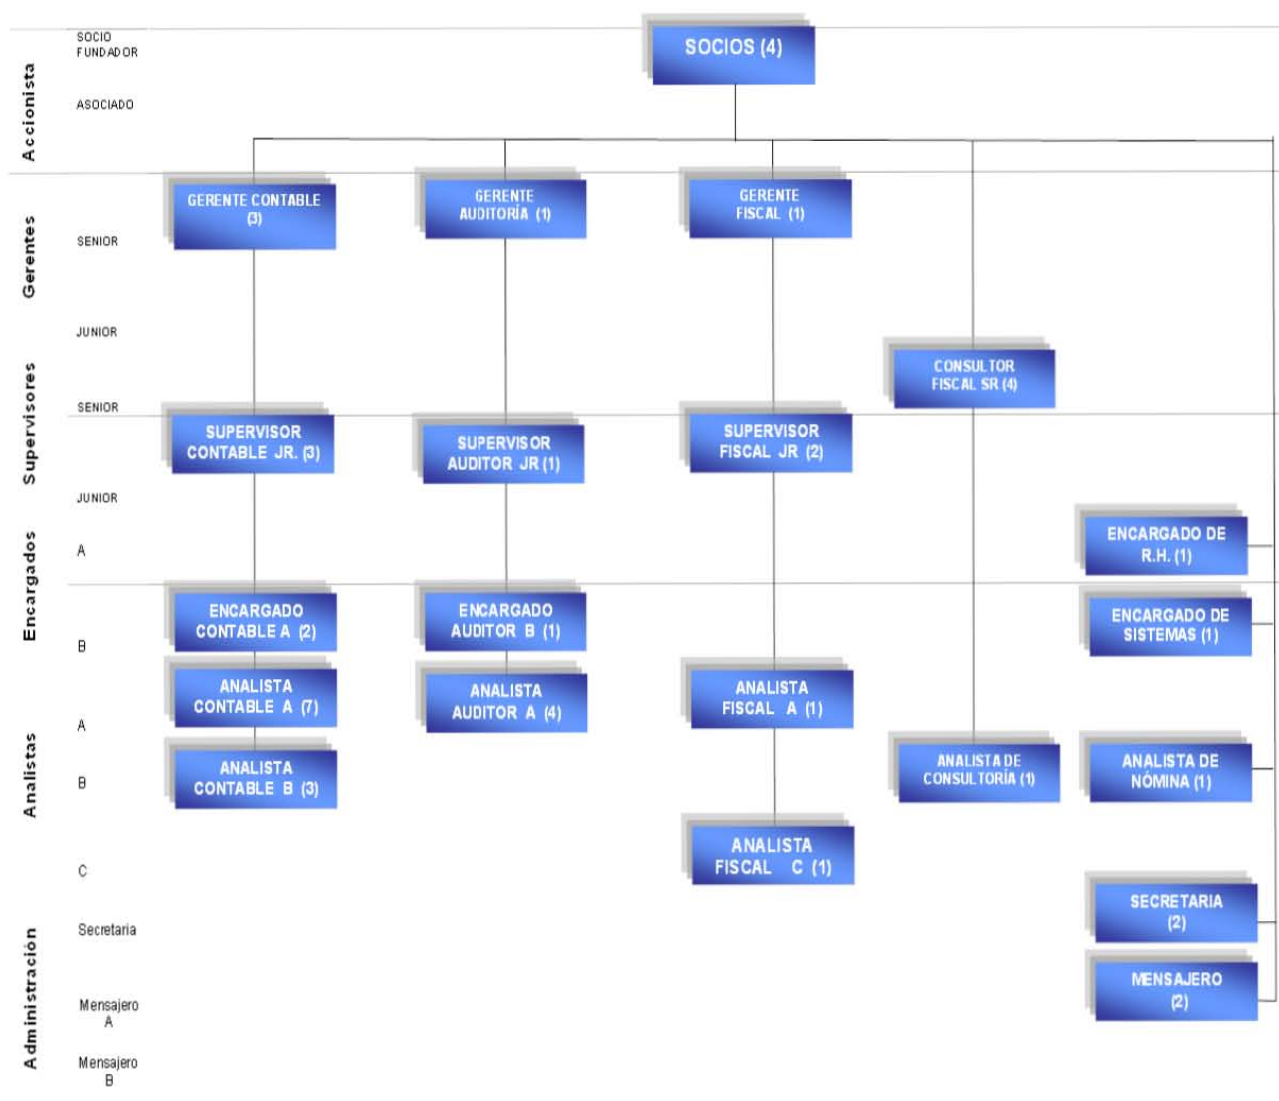 SOCIO
FUNDADOR
SOCIOS (4)
Accionista
ASOCIADO
GERENTE CONTABLE
(3)
GERENTE
AUDITORÍA (1)
GERENTE
FISCAL (1)
Gerentes
SENIOR
JUNIOR
CONSULTOR
FISCAL SR (4)
Supervisores
SENIOR
SUPERVISOR
CONTABLE JR. (3)
SUPERVISOR
AUDITOR JR (1)
SUPERVISOR
FISCAL JR (2)
JUNIOR
Encargados
A
ENCARGADO DE
R.H. (1)
ENCARGADO
CONTABLE A (2)
ENCARGADO
AUDITOR B (1)
ENCARGADO DE
SISTEMAS (1)
B
ANALISTA
CONTABLE A (7)
ANALISTA
AUDITOR A (4)
ANALISTA
FISCAL A (1)
Analistas
A
B
ANALISTA
CONTABLE B (3)
ANALISTA DE
CONSULTORÍA (1)
ANALISTA DE
NÓMINA (1)
ANALISTA
FISCAL C (1)
C
SECRETARIA
(2)
Administración
Secretaria
MENSAJERO
(2)
Mensajero
A
Mensajero
B